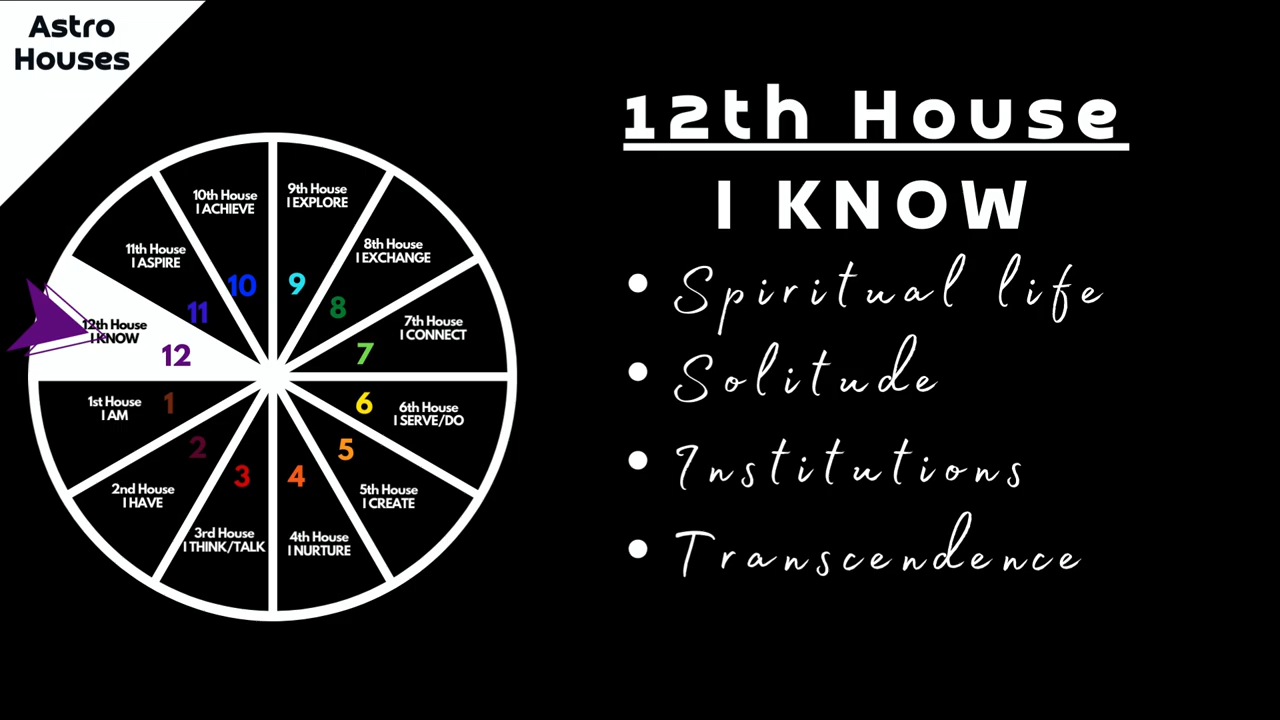 Astro
Houses
12th House
I KNOW
• Spiritual life
• Solitude
• Institutions
• Transcendence
10th House
I ACHIEVE
10
9th House
I EXPLORE
9
11th House
I ASPIRE
11
8th House
I EXCHANGE
8
12th House
I KNOW
12
7th House
I CONNECT
7
1st House
I AM
1
6th House
I SERVE/DO
6
2nd House
I HAVE
2
5th House
I CREATE
5
3rd House
I THINK/TALK
3
4th House
I NURTURE
4